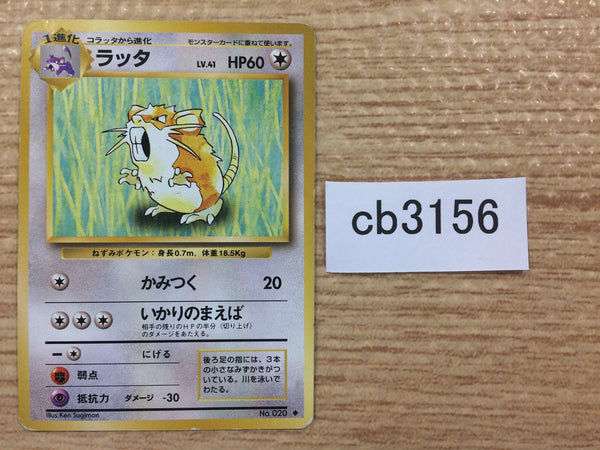 1進化
コラッタから進化
モンスターカードに重ねて使います。
ラッタ
LV.41
HP60
ねずみポケモン：身長0.7m、体重18.5Kg
かみつく 20
いかりのまえば
相手の残りのHPの半分（切り上げ）
のダメージをあたえる。
にげる
弱点
抵抗力 ダメージ -30
後ろ足の指には、3本
の小さなみずかきが
ついている。川を泳いで
わたる。
Illus.Ken Sugimori
No.020
cb3156